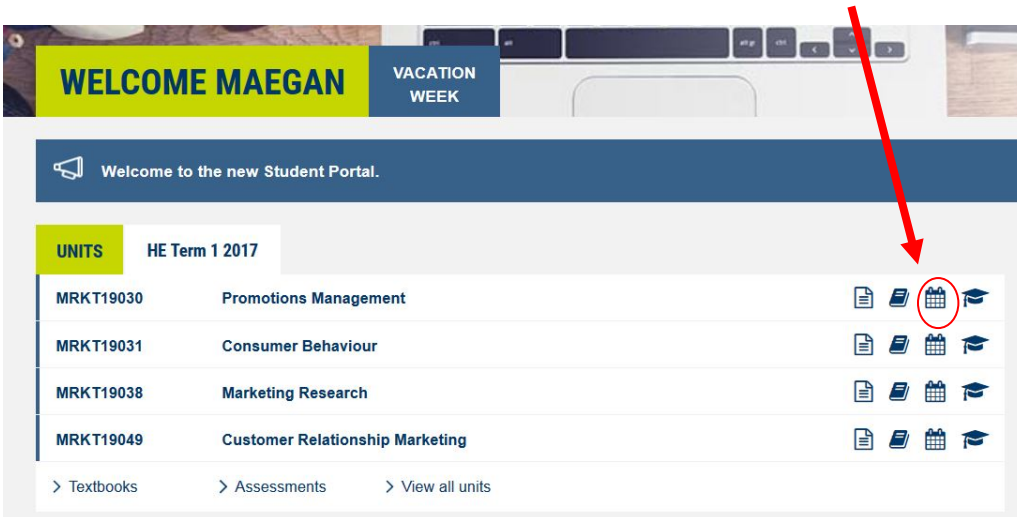 WELCOME MAEGAN
VACATION
WEEK
Welcome to the new Student Portal.
UNITS HE Term 1 2017
MRKT19030 Promotions Management
MRKT19031 Consumer Behaviour
MRKT19038 Marketing Research
MRKT19049 Customer Relationship Marketing
> Textbooks > Assessments > View all units